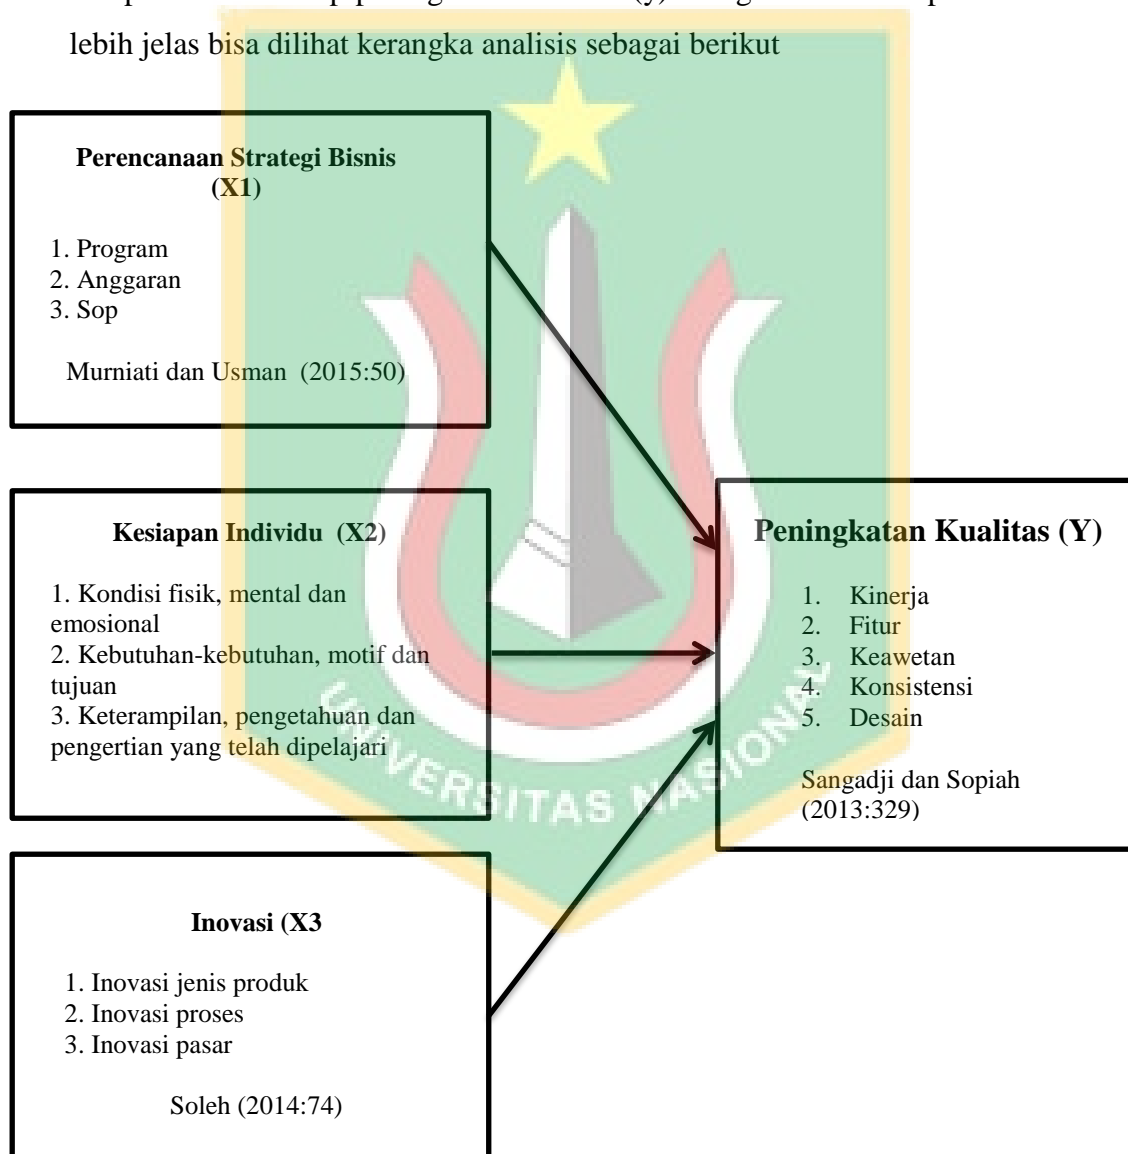 lebih jelas bisa dilihat kerangka analisis sebagai berikut
Perencanaan Strategi Bisnis
(X1)
1. Program
2. Anggaran
3. Sop
Murniati dan Usman (2015:50)
Kesiapan Individu (X2)
1. Kondisi fisik, mental dan
emosional
2. Kebutuhan-kebutuhan, motif dan
tujuan
3. Keterampilan, pengetahuan dan
pengertian yang telah dipelajari
Inovasi (X3
1. Inovasi jenis produk
2. Inovasi proses
3. Inovasi pasar
Soleh (2014:74)
Peningkatan Kualitas (Y)
1. Kinerja
2. Fitur
3. Keawetan
4. Konsistensi
5. Desain
Sangadji dan Sopiah
(2013:329)
UNIVERSITAS NASIONAL